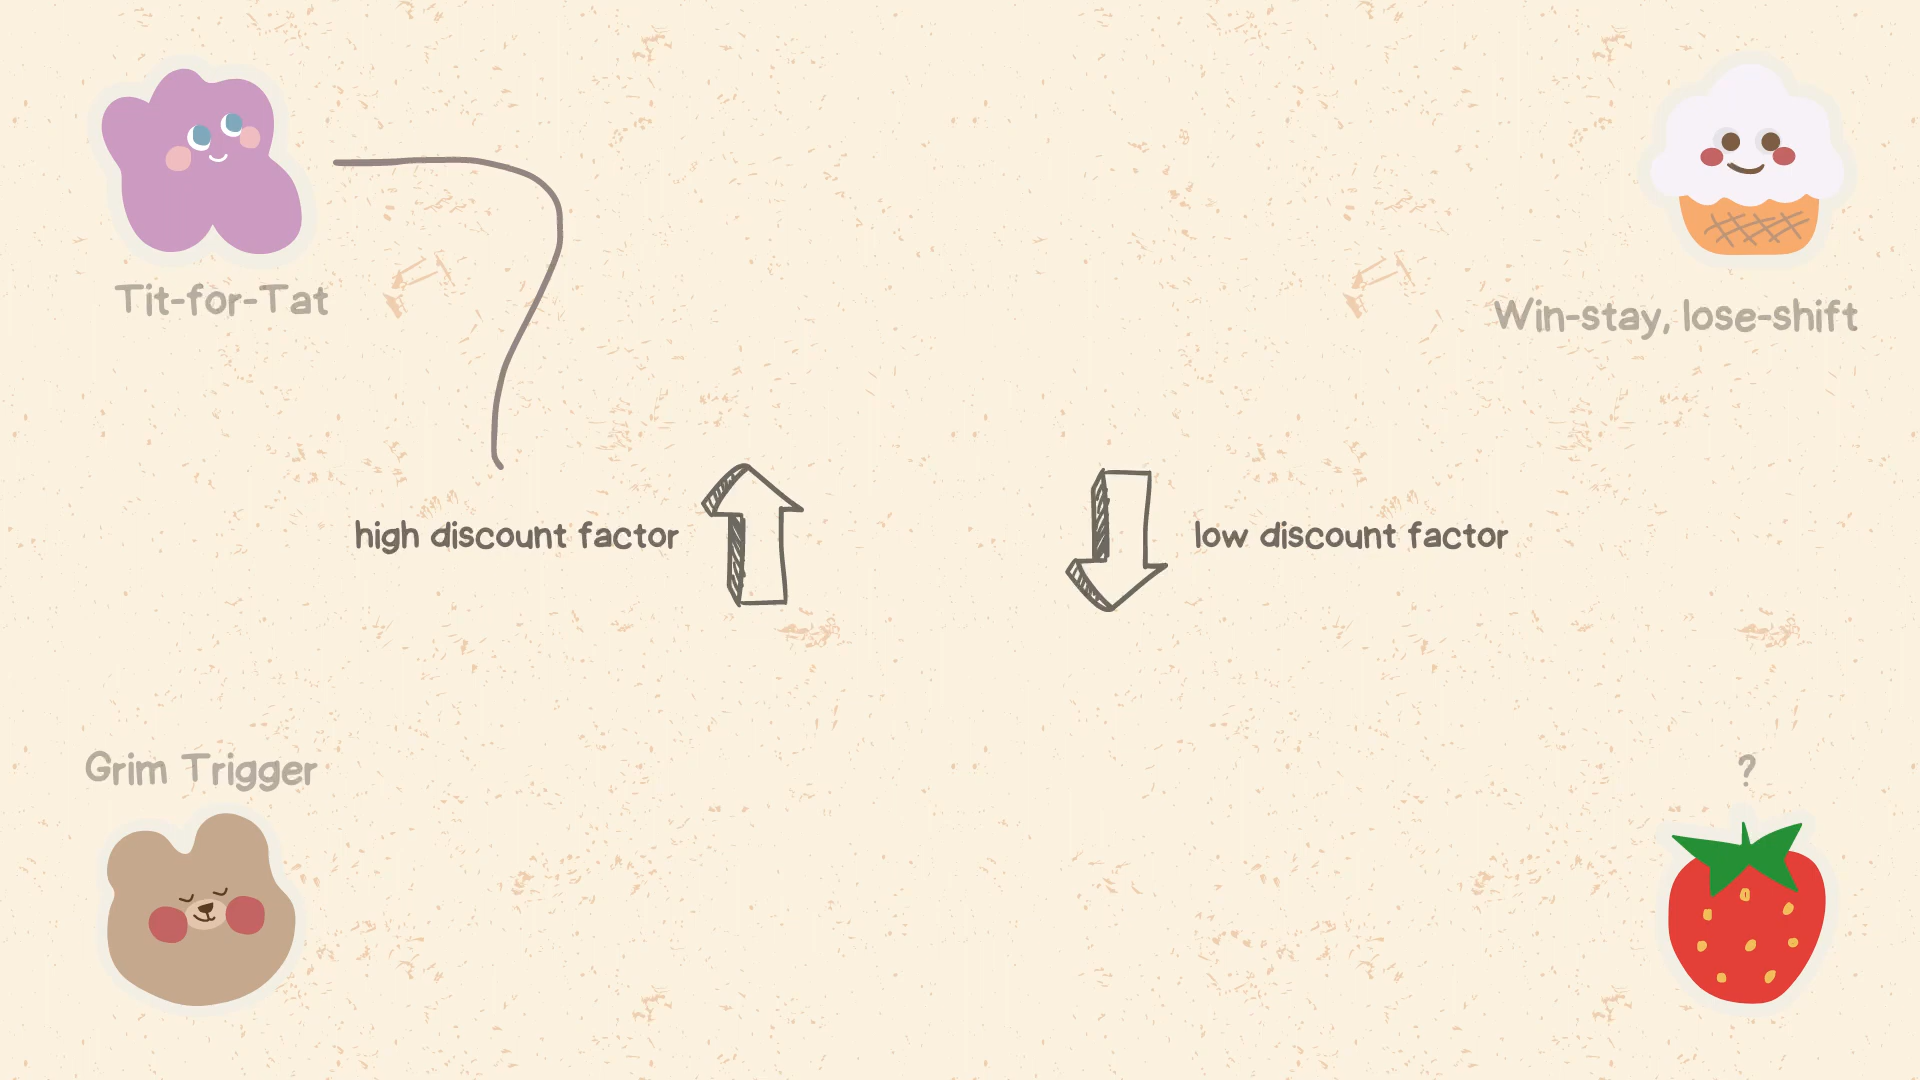 Tit-for-Tat
Win-stay, lose-shift
high discount factor
low discount factor
Grim Trigger
?